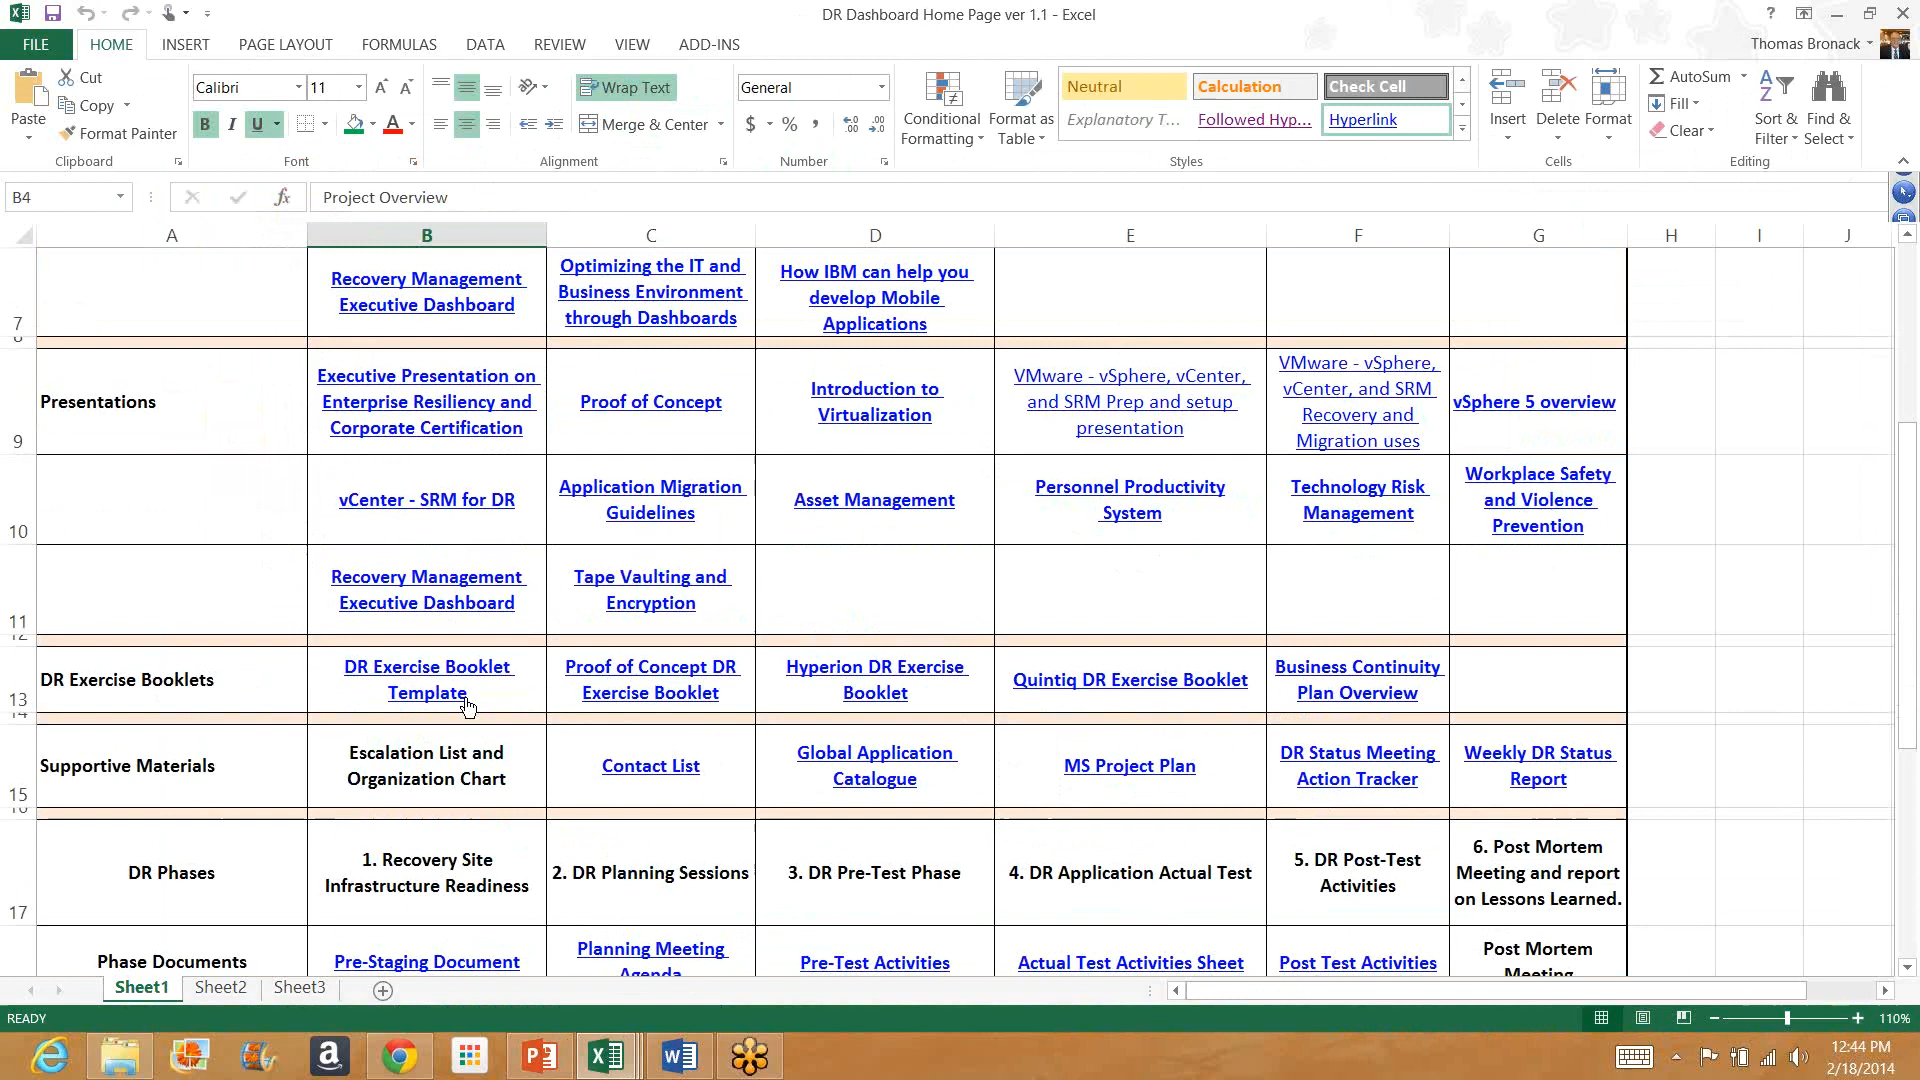 DR Dashboard Home Page ver 1.1 - Excel
?
FILE HOME INSERT PAGE LAYOUT FORMULAS DATA REVIEW VIEW ADD-INS Thomas Bronack
Paste
Cut
Copy
Format Painter
Calibri 11
B I U
Wrap Text
Merge & Center
General
$ % ,
Conditional
Formatting
Format as
Table
Neutral Calculation Check Cell
Explanatory T... Followed Hyp... Hyperlink
Insert Delete Format
AutoSum
Fill
Clear
Sort &
Filter
Find &
Select
Clipboard Font Alignment Number Styles Cells Editing
B4 fx Project Overview
A B C D E F G H I J
7
Recovery Management
Executive Dashboard
Optimizing the IT and
Business Environment
through Dashboards
How IBM can help you
develop Mobile
Applications
9
Presentations
Executive Presentation on
Enterprise Resiliency and
Corporate Certification
Proof of Concept
Introduction to
Virtualization
VMware - vSphere, vCenter,
and SRM Prep and setup
presentation
VMware - vSphere,
vCenter, and SRM
Recovery and
Migration uses
vSphere 5 overview
10
vCenter - SRM for DR
Application Migration
Guidelines
Asset Management
Personnel Productivity
System
Technology Risk
Management
Workplace Safety
and Violence
Prevention
11
Recovery Management
Executive Dashboard
Tape Vaulting and
Encryption
13
DR Exercise Booklets
DR Exercise Booklet
Template
Proof of Concept DR
Exercise Booklet
Hyperion DR Exercise
Booklet
Quintiq DR Exercise Booklet
Business Continuity
Plan Overview
15
Supportive Materials
Escalation List and
Organization Chart
Contact List
Global Application
Catalogue
MS Project Plan
DR Status Meeting
Action Tracker
Weekly DR Status
Report
17
DR Phases
1. Recovery Site
Infrastructure Readiness
2. DR Planning Sessions
3. DR Pre-Test Phase
4. DR Application Actual Test
5. DR Post-Test
Activities
6. Post Mortem
Meeting and report
on Lessons Learned.
Phase Documents
Pre-Staging Document
Planning Meeting
Agenda
Pre-Test Activities
Actual Test Activities Sheet
Post Test Activities
Post Mortem
Meeting
Sheet1 Sheet2 Sheet3
READY 110%
12:44 PM
2/18/2014